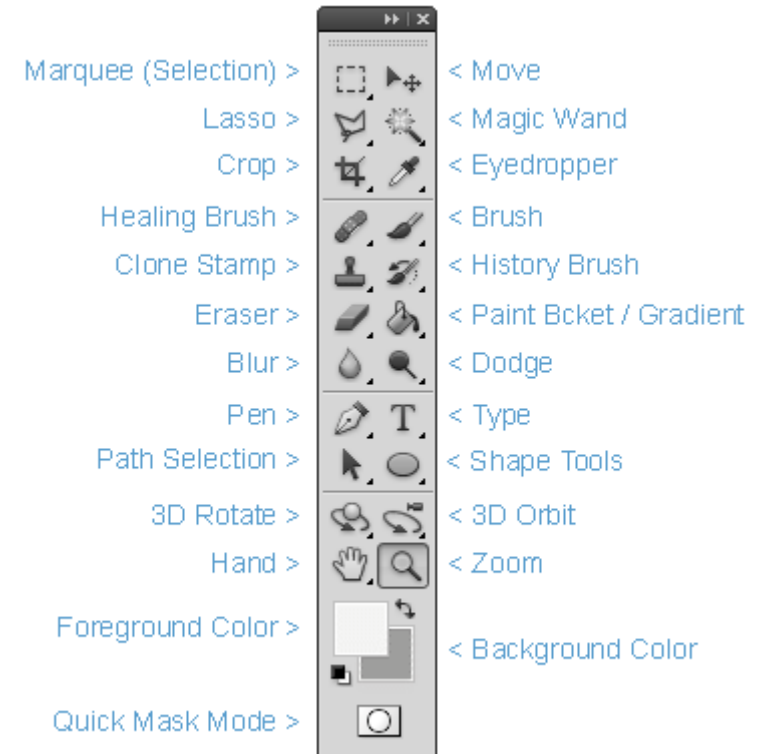 Marquee (Selection) > < Move
Lasso > < Magic Wand
Crop > < Eyedropper
Healing Brush > < Brush
Clone Stamp > < History Brush
Eraser > < Paint Bcket / Gradient
Blur > < Dodge
Pen > T < Type
Path Selection > < Shape Tools
3D Rotate > < 3D Orbit
Hand > < Zoom
Foreground Color >
< Background Color
Quick Mask Mode >